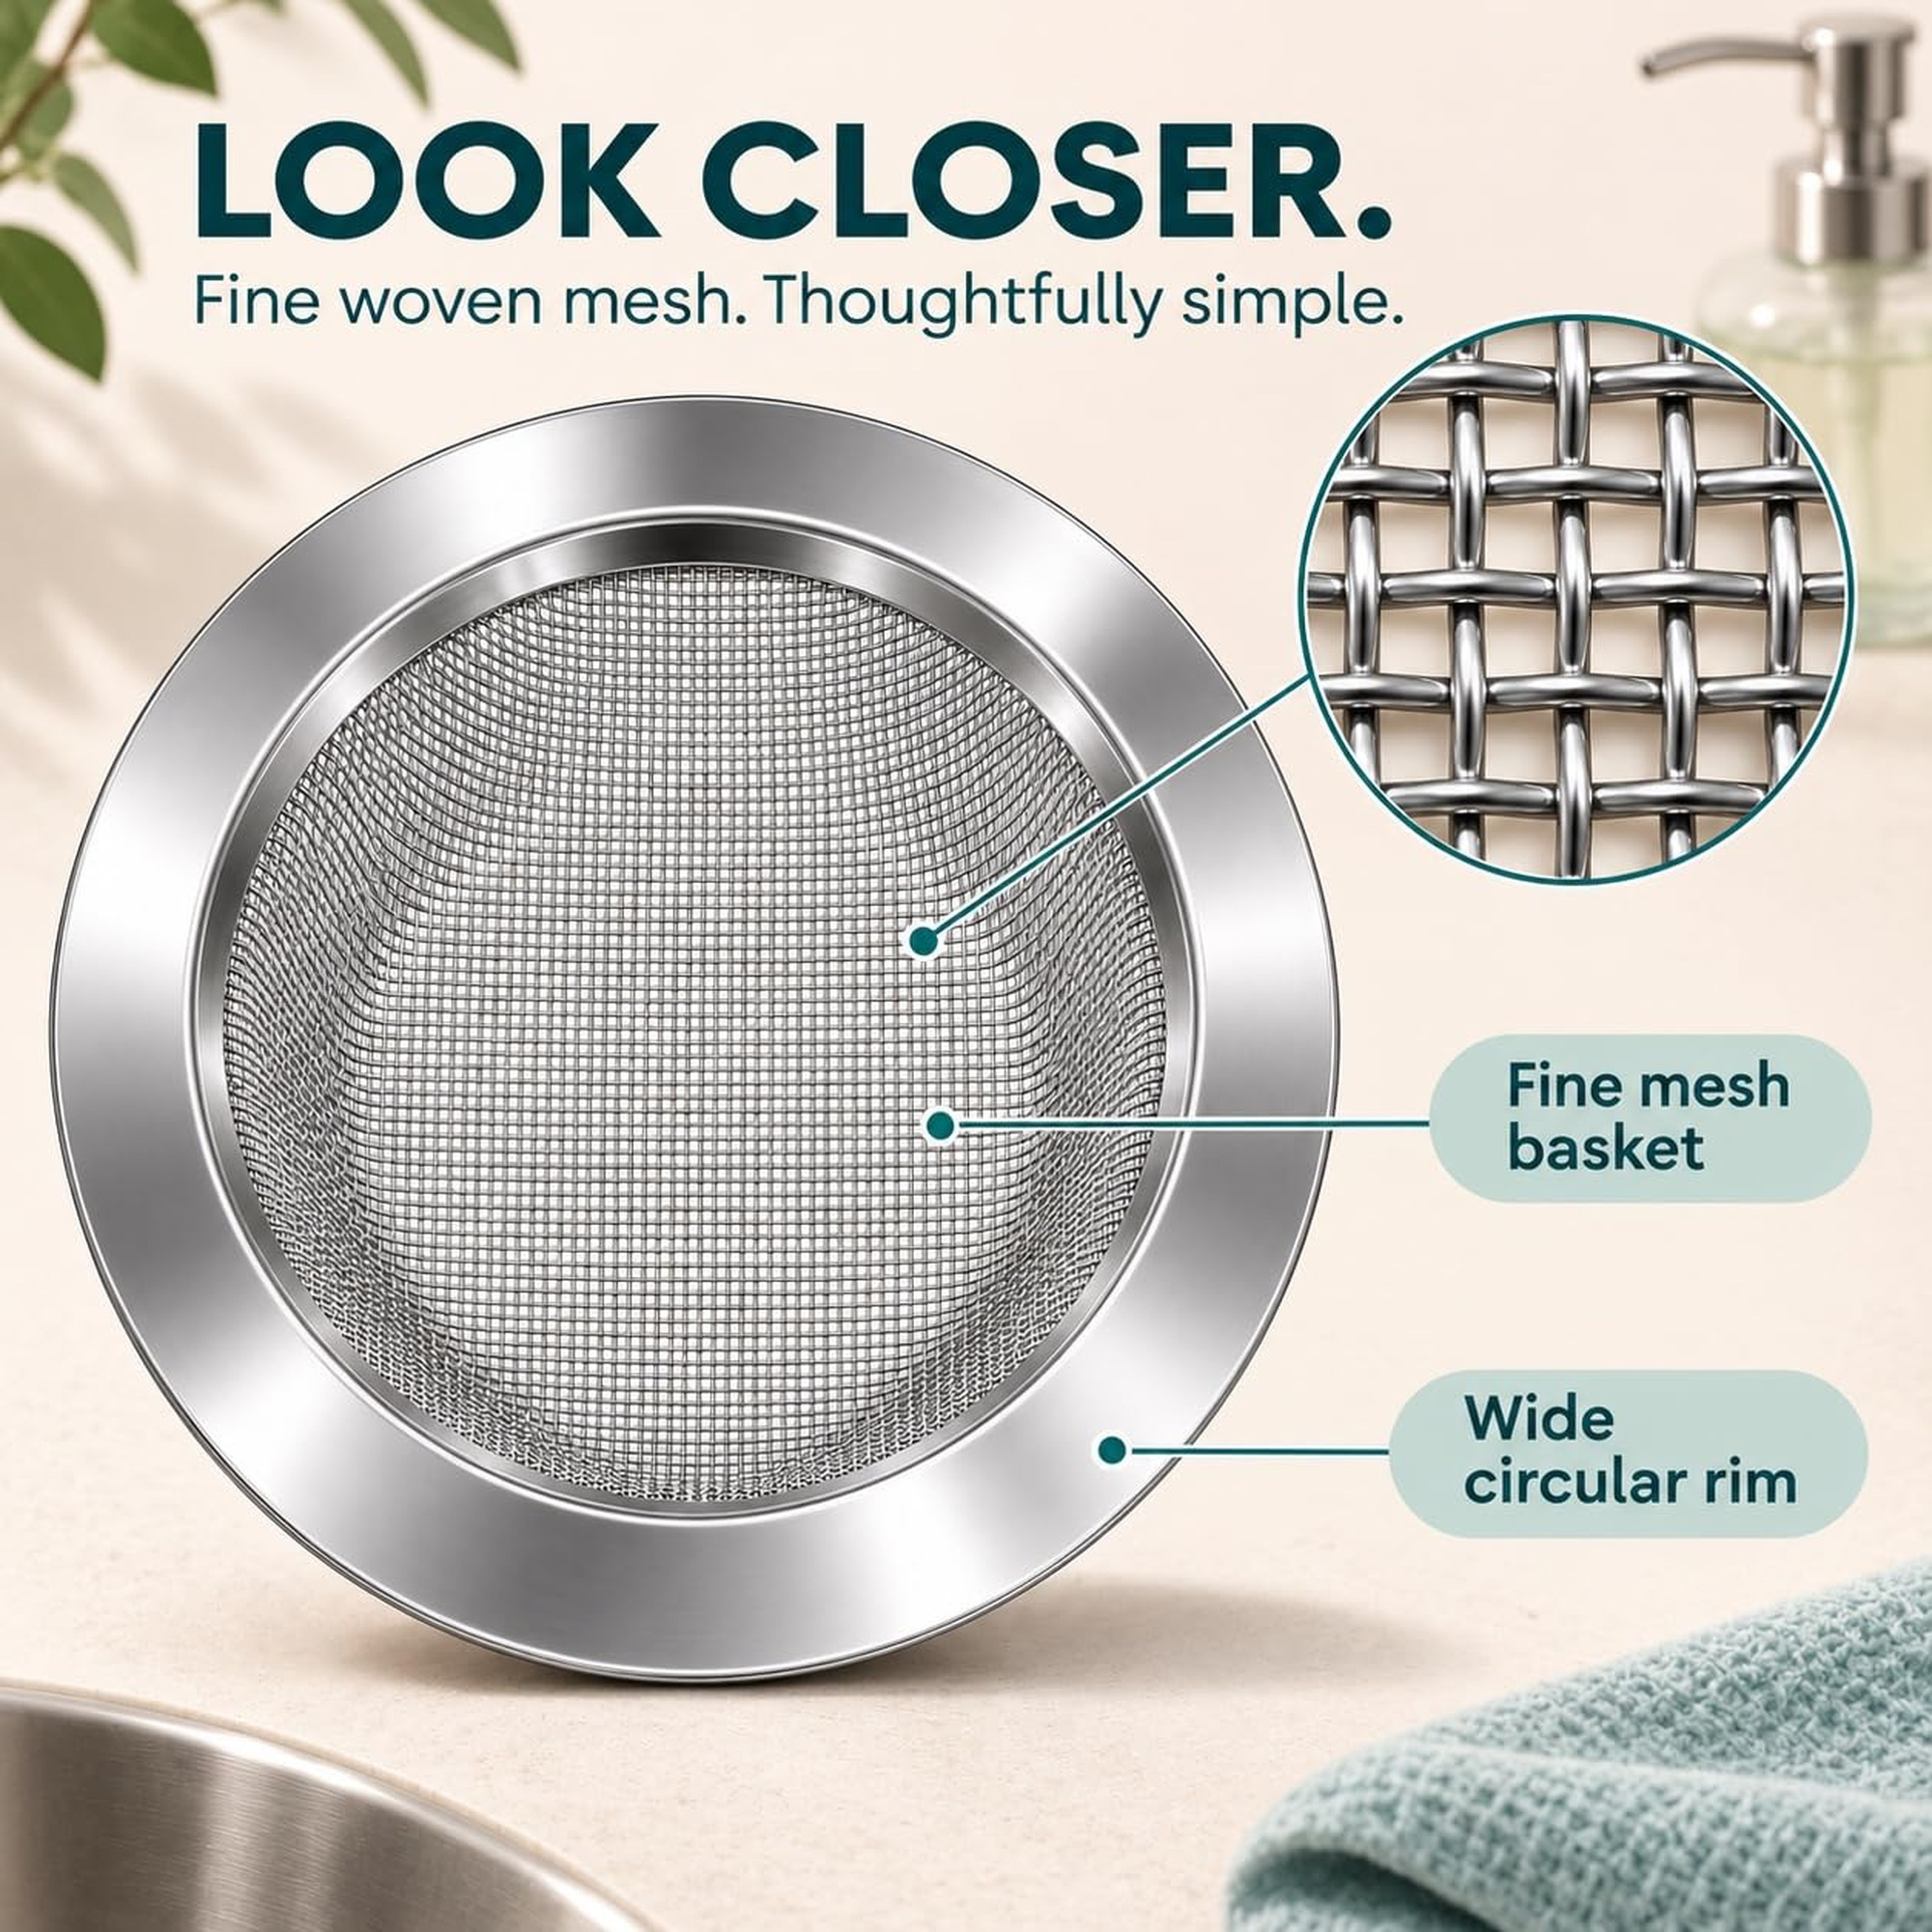 LOOK CLOSER.
Fine woven mesh. Thoughtfully simple.
Fine mesh
basket
Wide
circular rim